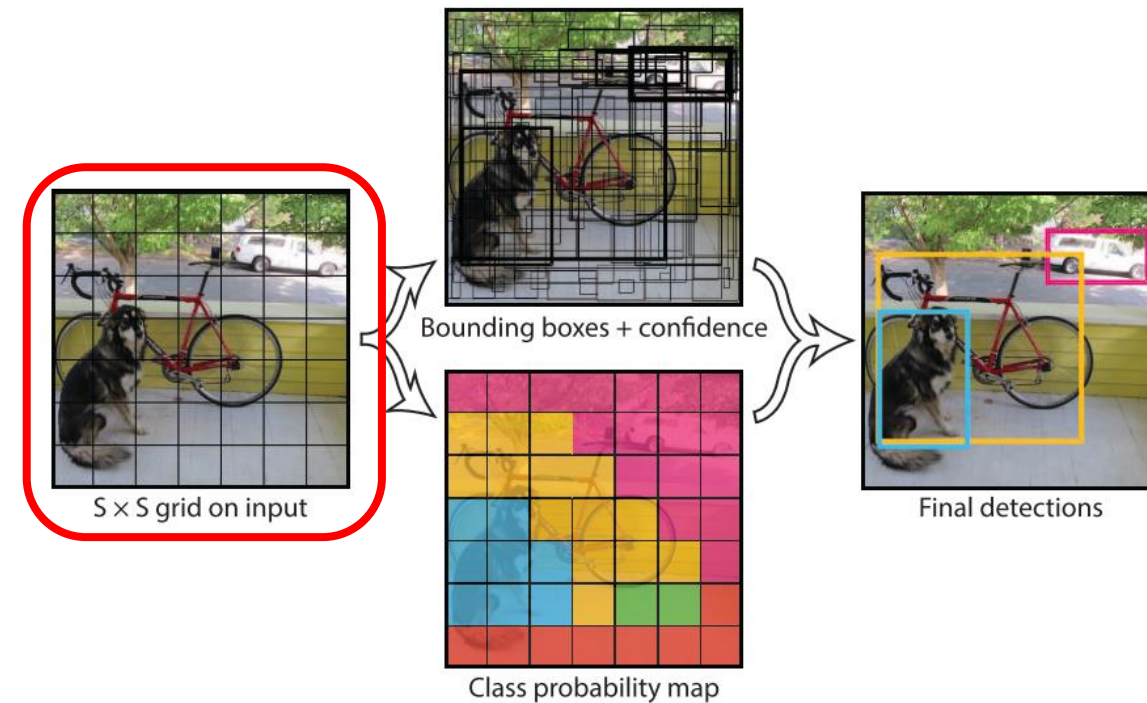 S × S grid on input
Bounding boxes + confidence
Class probability map
Final detections